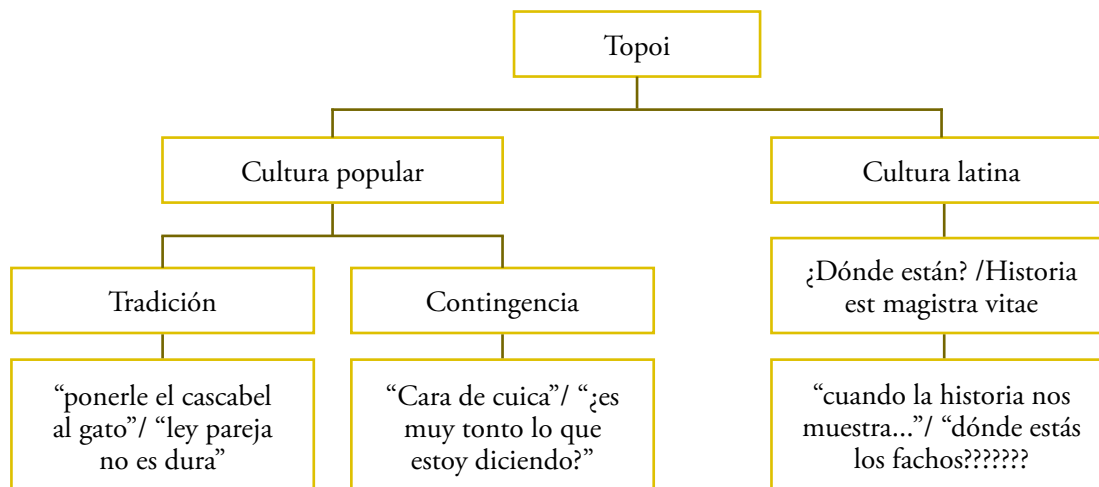 Topoi
Cultura popular
Cultura latina
Tradición
Contingencia
¿Dónde están? /Historia
est magistra vitae
“ponerle el cascabel
al gato”/ “ley pareja
no es dura”
“Cara de cuica”/ “¿es
muy tonto lo que
estoy diciendo?”
“cuando la historia nos
muestra...”/ “dónde estás
los fachos???????